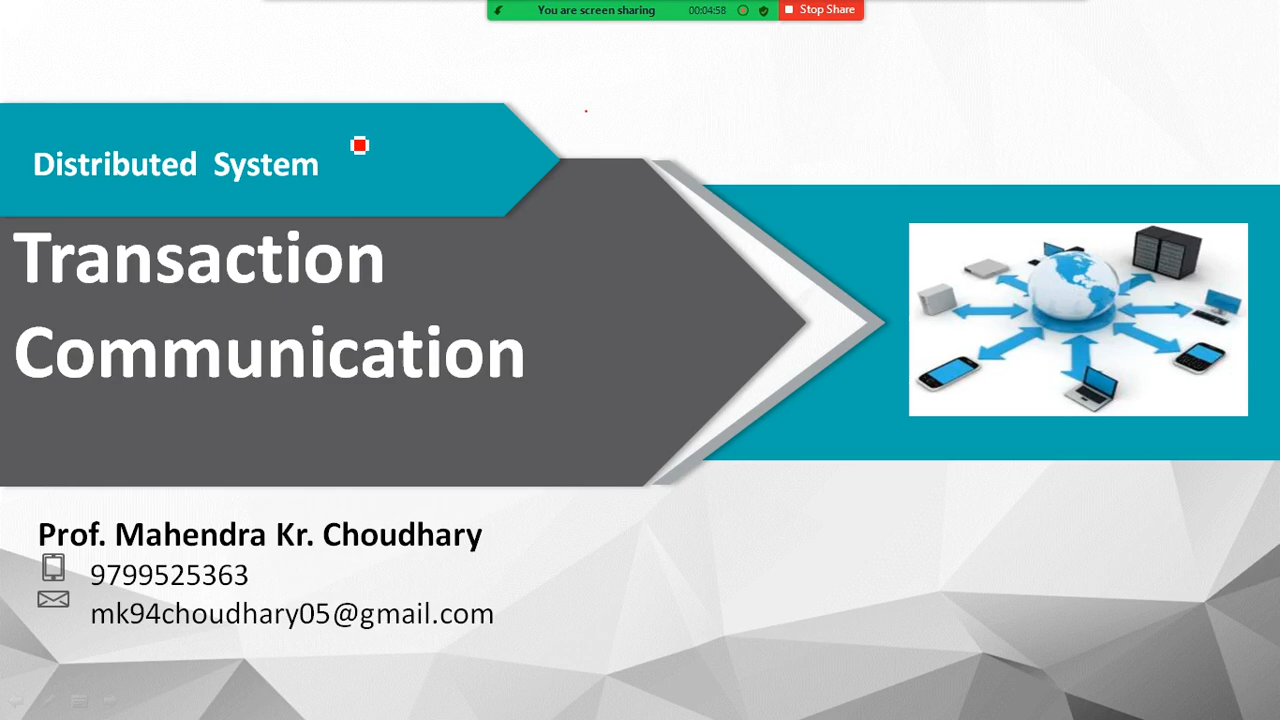 You are screen sharing 00:04:58 Stop Share
Distributed System
Transaction
Communication
Prof. Mahendra Kr. Choudhary
9799525363
mk94choudhary05@gmail.com